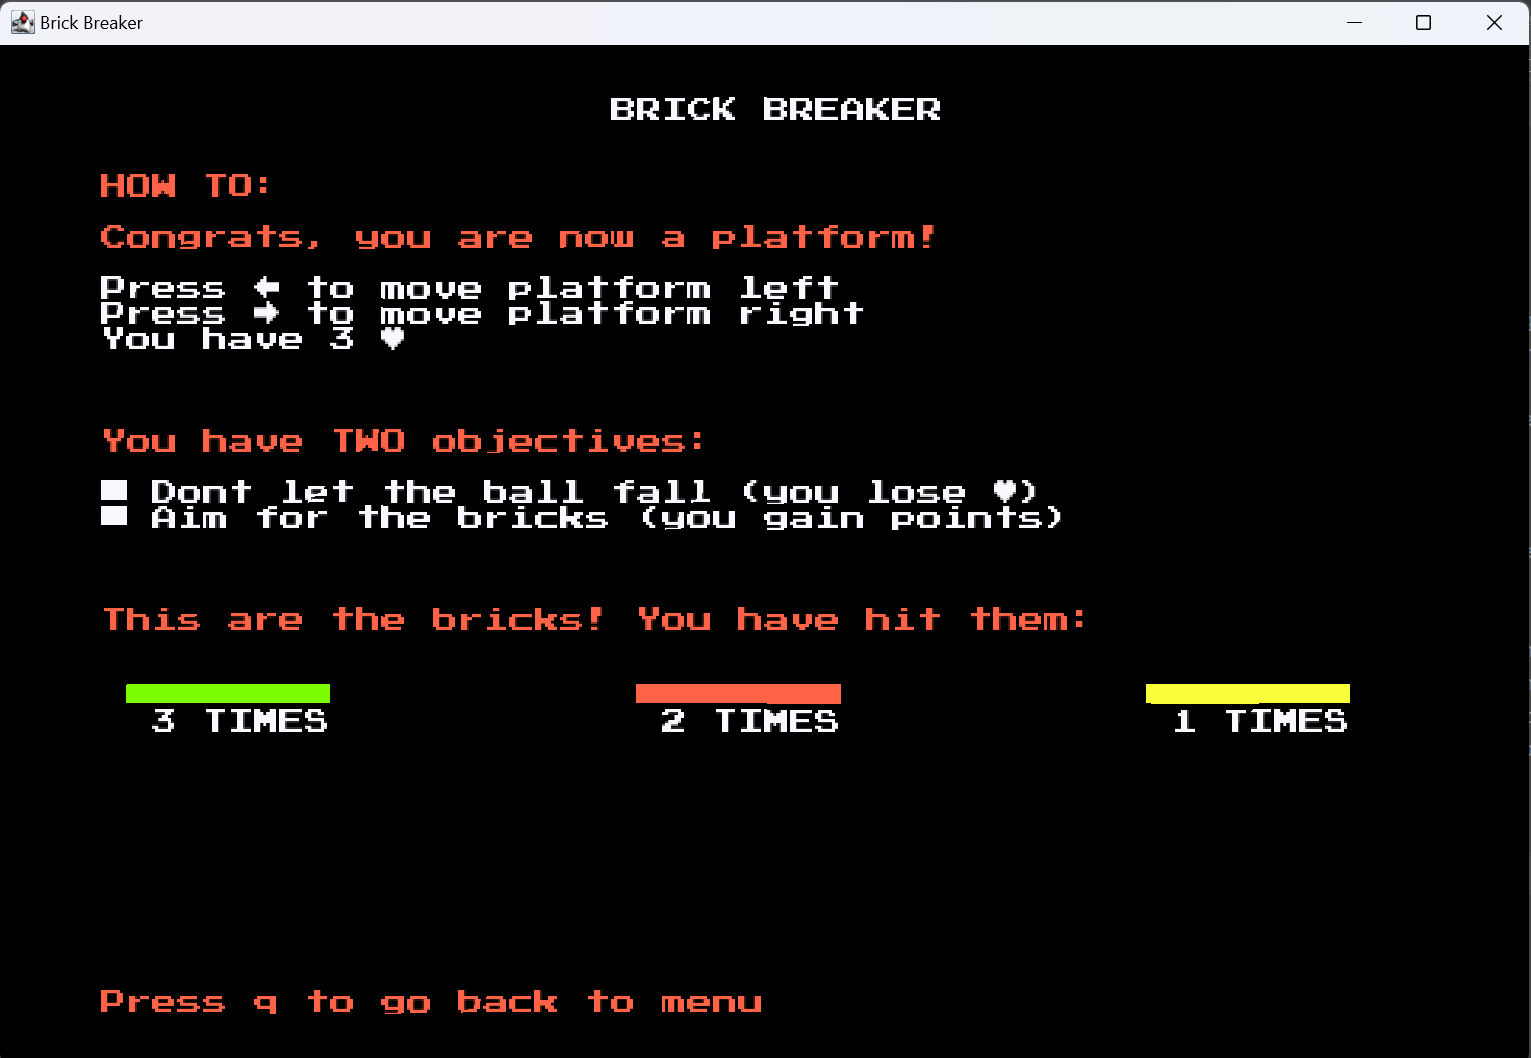 Brick Breaker
BRICK BREAKER
HOW TO:
Congrats, you are now a platform!
Press ← to move platform left
Press → to move platform right
You have 3 ♥
You have TWO objectives:
■ Dont let the ball fall (you lose ♥)
■ Aim for the bricks (you gain points)
This are the bricks! You have hit them:
3 TIMES 2 TIMES 1 TIMES
Press q to go back to menu